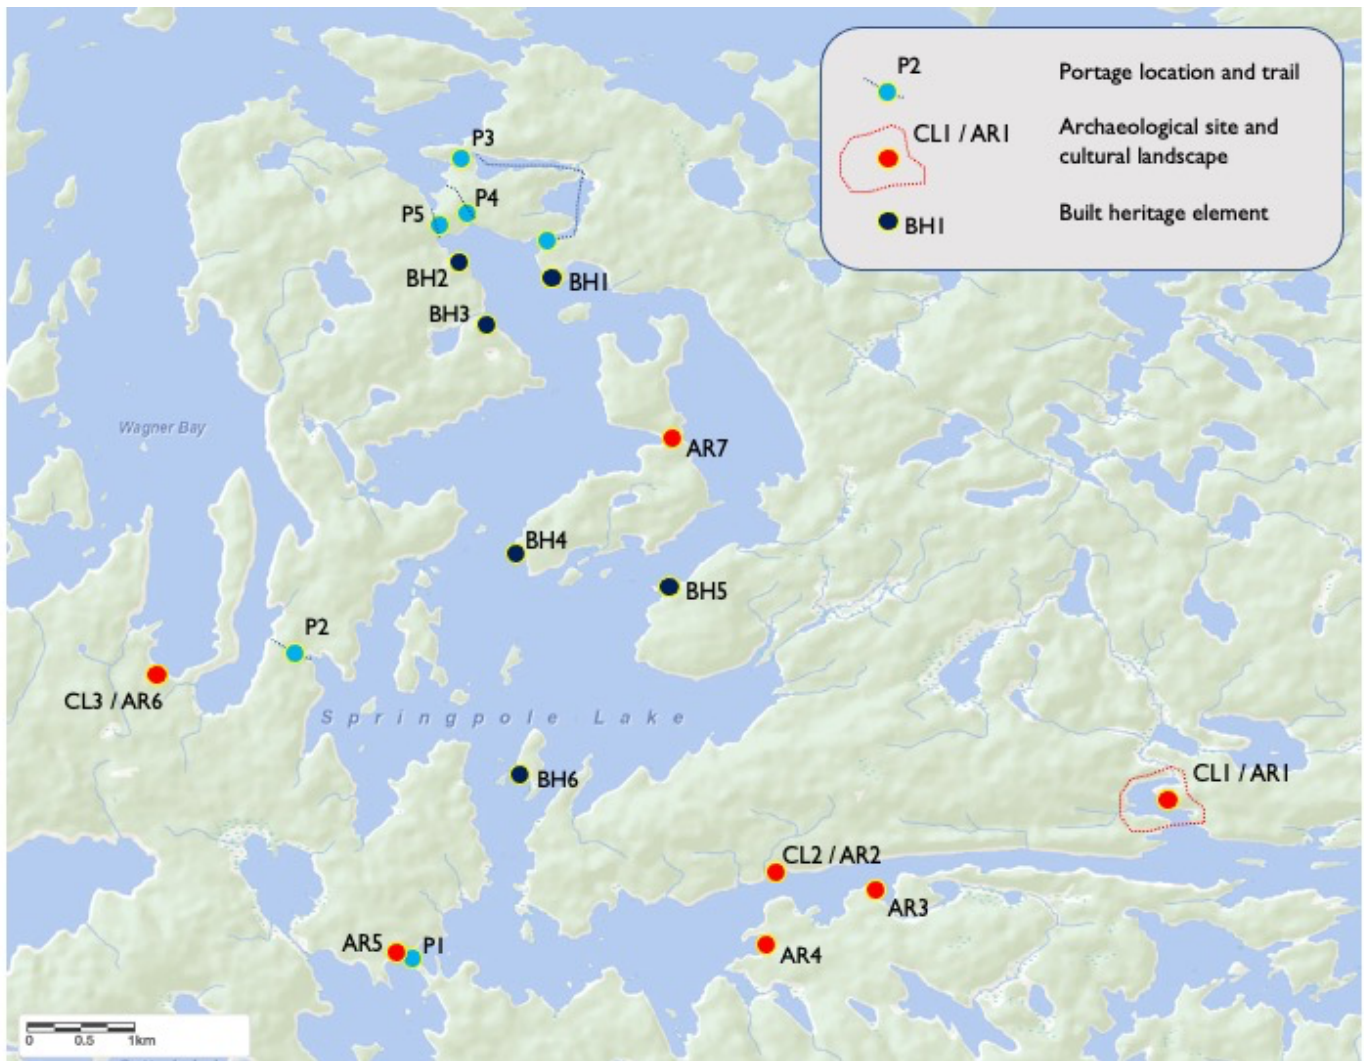 P2
Portage location and trail
CL1 / AR1
Archaeological site and
cultural landscape
BH1
Built heritage element
P3
P4
P5
BH2
BH1
BH3
Wagner Bay
AR7
BH4
BH5
P2
CL3 / AR6
Springpole Lake
BH6
CL1 / AR1
CL2 / AR2
AR3
AR5
P1
AR4
0 0.5 1km